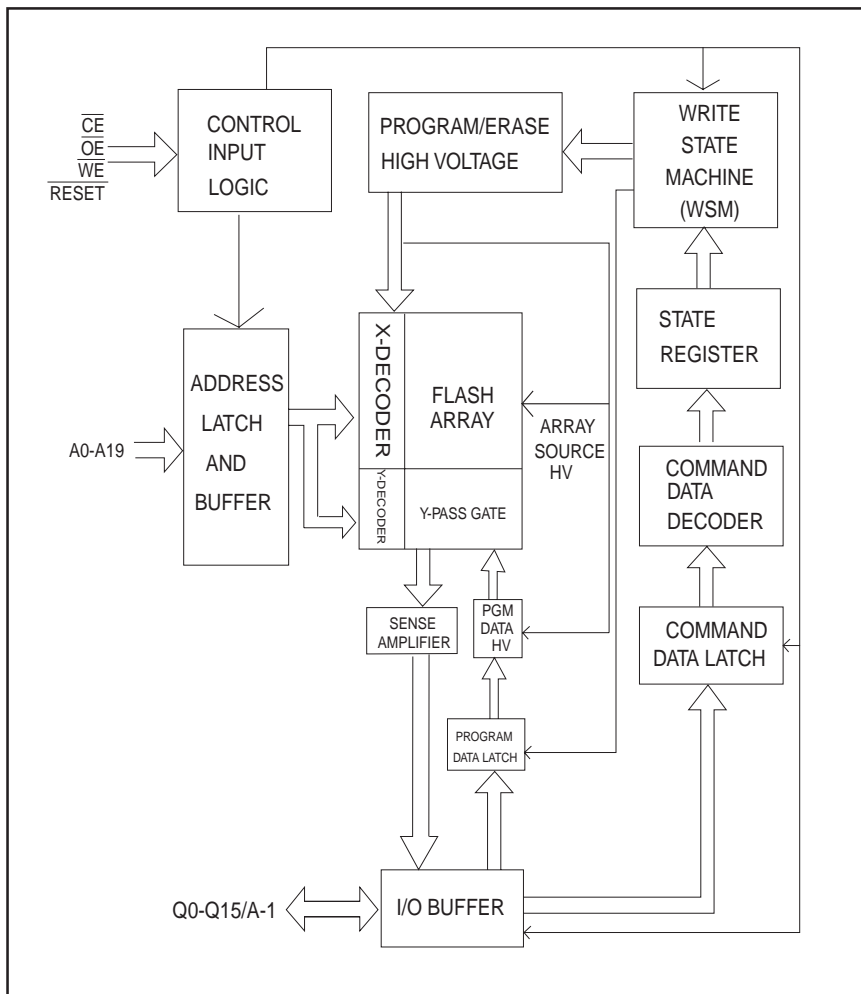 CE
OE
WE
RESET
CONTROL
INPUT
LOGIC
PROGRAM/ERASE
HIGH VOLTAGE
WRITE
STATE
MACHINE
(WSM)
STATE
REGISTER
A0-A19
ADDRESS
LATCH
AND
BUFFER
X-DECODER
FLASH
ARRAY
ARRAY
SOURCE
HV
Y-DECODER
Y-PASS GATE
COMMAND
DATA
DECODER
SENSE
AMPLIFIER
PGM
DATA
HV
COMMAND
DATA LATCH
PROGRAM
DATA LATCH
Q0-Q15/A-1
I/O BUFFER